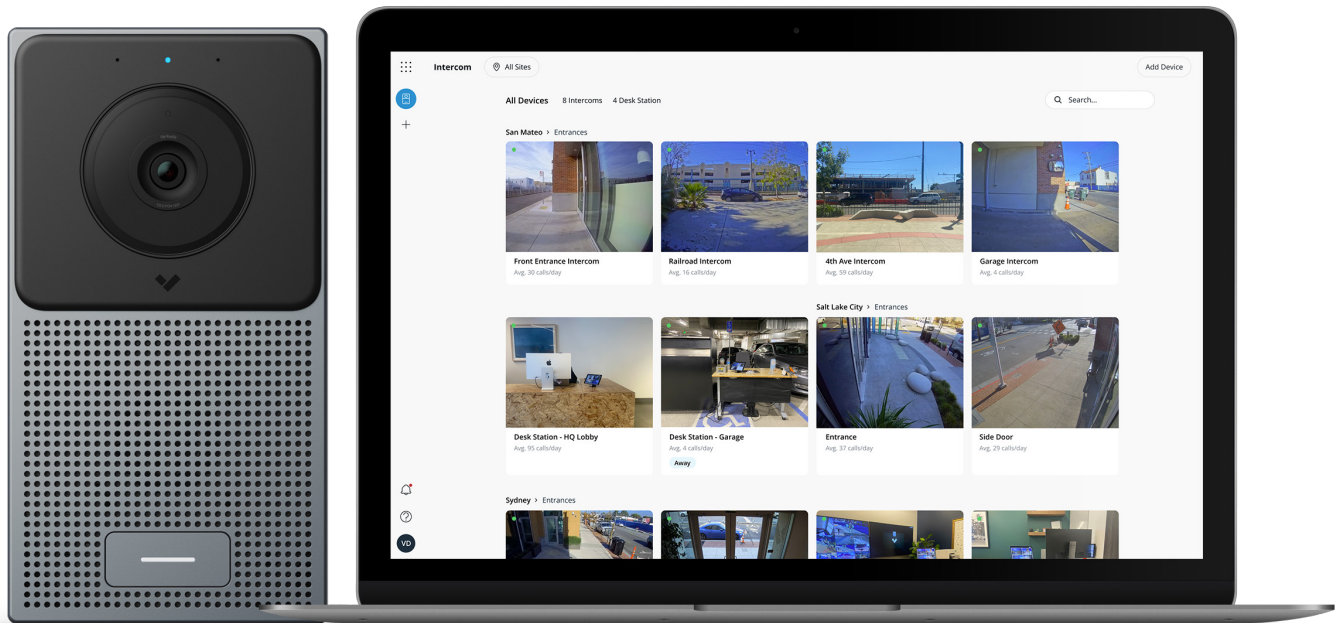 Intercom
All Sites
Add Device
All Devices
8 Intercoms
4 Desk Station
Search...
San Mateo > Entrances
Front Entrance Intercom
Avg. 30 calls/day
Railroad Intercom
Avg. 16 calls/day
4th Ave Intercom
Avg. 59 calls/day
Garage Intercom
Avg. 4 calls/day
Salt Lake City > Entrances
Desk Station - HQ Lobby
Avg. 95 calls/day
Desk Station - Garage
Avg. 4 calls/day
Away
Entrance
Avg. 37 calls/day
Side Door
Avg. 29 calls/day
Sydney > Entrances
VD